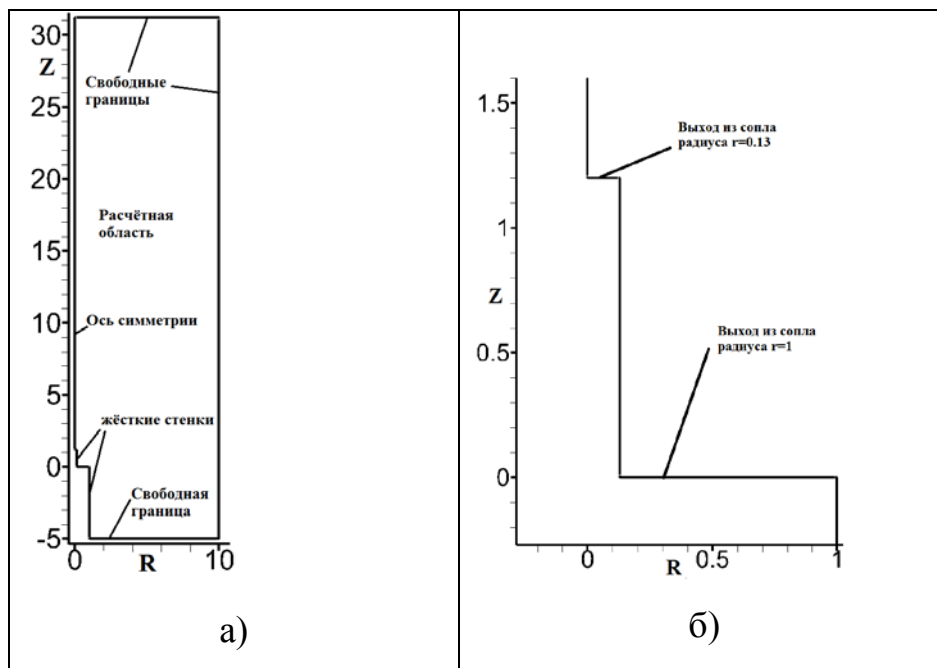 30
Z
Свободные
границы
25
20
Расчётная
область
15
Ось симметрии
10
5
жёсткие стенки
0
Свободная
граница
-5
0
R
10
а)
1.5
Выход из сопла
радиуса r=0.13
1
Z
Выход из сопла
радиуса r=1
0.5
0
0
R
0.5
1
б)